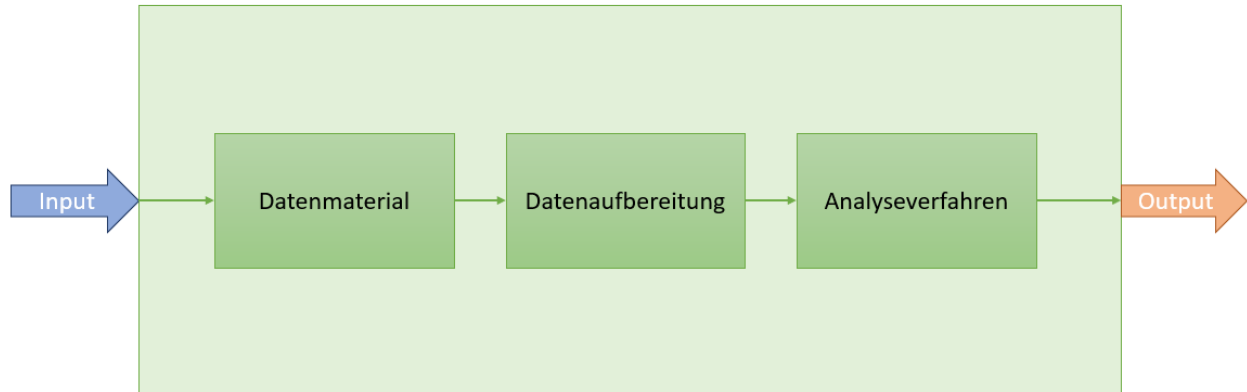 Input
Datenmaterial
Datenaufbereitung
Analyseverfahren
Output